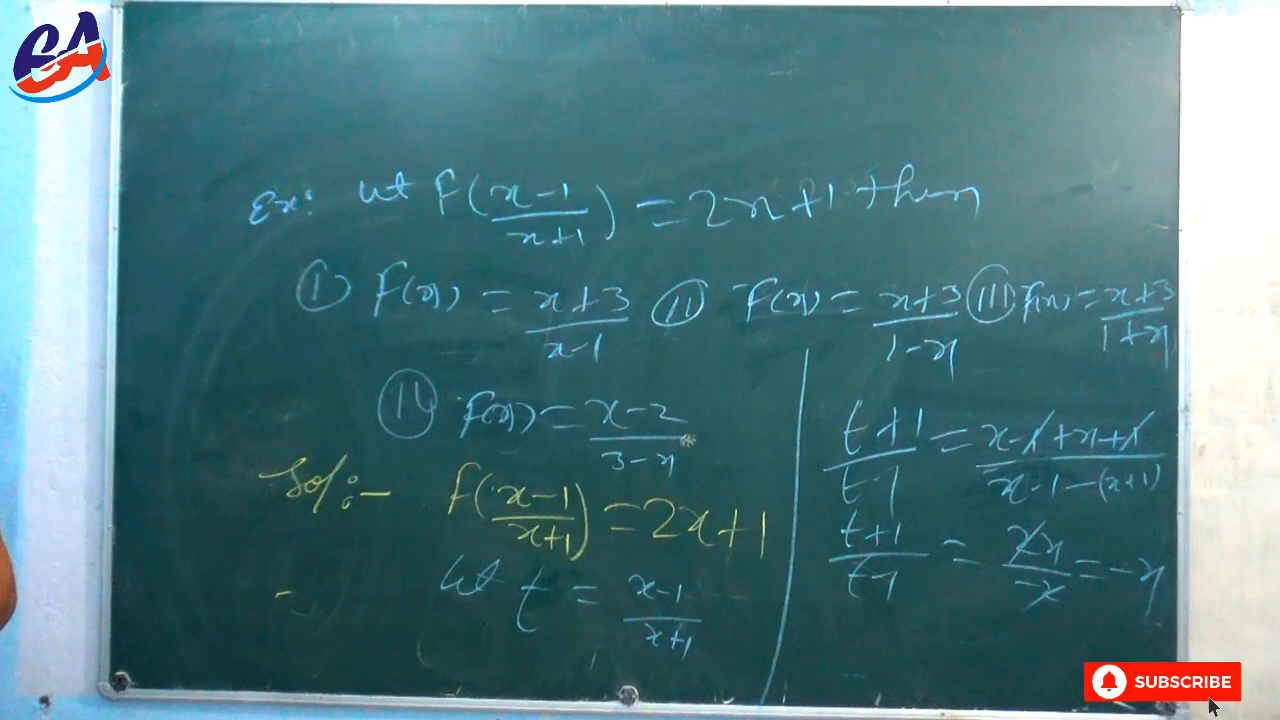 EA
Ex: Let f((x-1)/(x+1)) = 2x+1 then
(I) f(x) = (x+3)/(x-1) (II) f(x) = (x+3)/(1-x) (III) f(x) = (x+3)/(1+x)
(IV) f(x) = (x-2)/(3-x)
Sol:- f((x-1)/(x+1)) = 2x+1
Let t = (x-1)/(x+1)
(t+1)/(t-1) = (x-1+x+1)/(x-1-(x+1))
(t+1)/(t-1) = 2x/-2 = -x
SUBSCRIBE